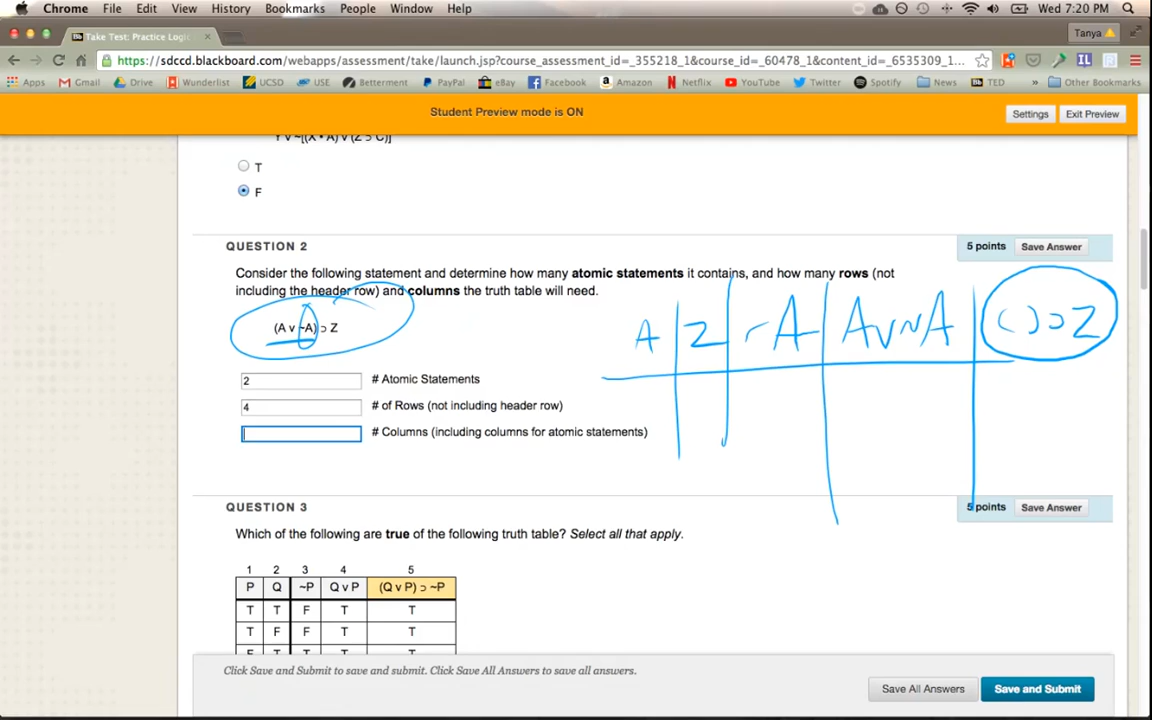 Chrome File Edit View History Bookmarks People Window Help Wed 7:20 PM
Take Test: Practice Logic Tanya
https://sdccd.blackboard.com/webapps/assessment/take/launch.jsp?course_assessment_id=_355218_1&course_id=_60478_1&content_id=_6535309_1...
Apps Gmail Drive Wunderlist UCSD USE Betterment PayPal eBay Facebook Amazon Netflix YouTube Twitter Spotify News TED » Other Bookmarks
Student Preview mode is ON Settings Exit Preview
Y v ~[(X • A) v (Z ⊃ C)]
T
F
QUESTION 2 5 points Save Answer
Consider the following statement and determine how many atomic statements it contains, and how many rows (not
including the header row) and columns the truth table will need.
(A v ~A) ⊃ Z
A Z ~A A v ~A ( ) ⊃ Z
2 # Atomic Statements
4 # of Rows (not including header row)
# Columns (including columns for atomic statements)
QUESTION 3 5 points Save Answer
Which of the following are true of the following truth table? Select all that apply.
1 2 3 4 5
P Q ~P Q v P (Q v P) ⊃ ~P
T T F T T
T F F T T
F T T T T
Click Save and Submit to save and submit. Click Save All Answers to save all answers.
Save All Answers Save and Submit